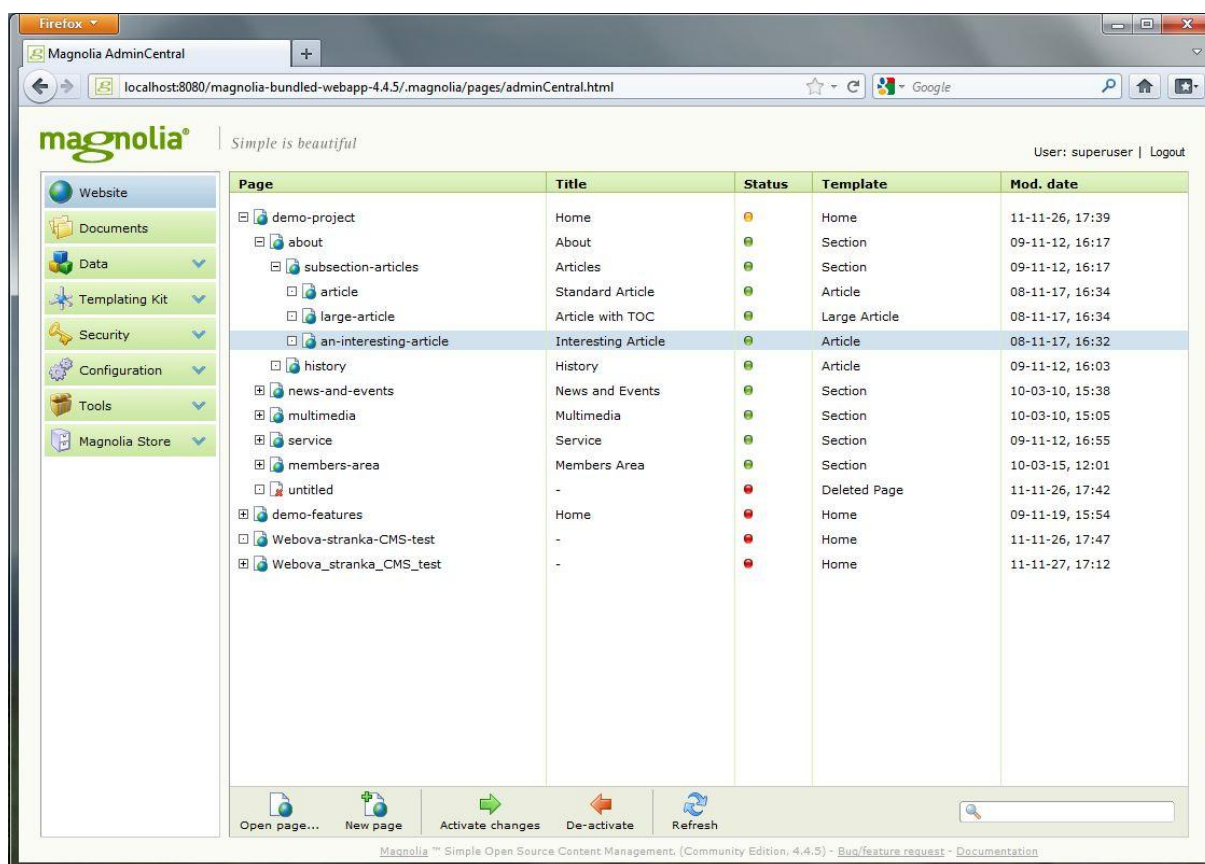 Firefox
Magnolia AdminCentral
localhost:8080/magnolia-bundled-webapp-4.4.5/.magnolia/pages/adminCentral.html
Google
magnolia® Simple is beautiful
User: superuser | Logout
Website
Documents
Data
Templating Kit
Security
Configuration
Tools
Magnolia Store
Page Title Status Template Mod. date
demo-project Home Home 11-11-26, 17:39
about About Section 09-11-12, 16:17
subsection-articles Articles Section 09-11-12, 16:17
article Standard Article Article 08-11-17, 16:34
large-article Article with TOC Large Article 08-11-17, 16:34
an-interesting-article Interesting Article Article 08-11-17, 16:32
history History Article 09-11-12, 16:03
news-and-events News and Events Section 10-03-10, 15:38
multimedia Multimedia Section 10-03-10, 15:05
service Service Section 09-11-12, 16:55
members-area Members Area Section 10-03-15, 12:01
untitled - Deleted Page 11-11-26, 17:42
demo-features Home Home 09-11-19, 15:54
Webova-stranka-CMS-test - Home 11-11-26, 17:47
Webova_stranka_CMS_test - Home 11-11-27, 17:12
Open page... New page Activate changes De-activate Refresh
Magnolia ™ Simple Open Source Content Management. (Community Edition, 4.4.5) - Bug/feature request - Documentation